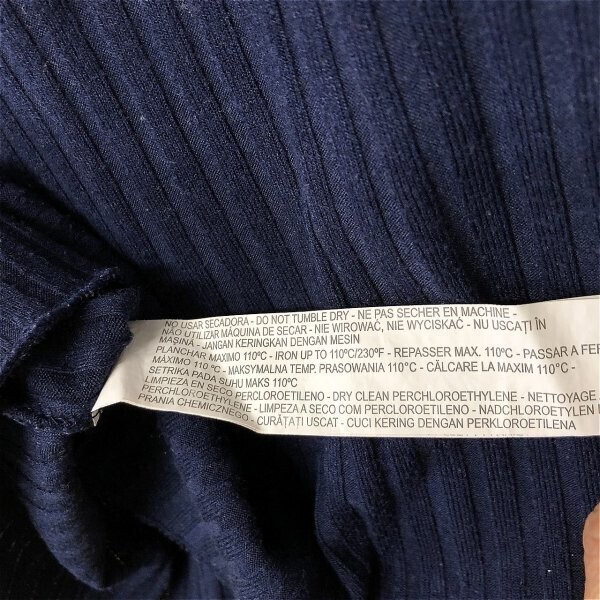 NO USAR SECADORA - DO NOT TUMBLE DRY - NE PAS SECHER EN MACHINE -
NÃO UTILIZAR MÁQUINA DE SECAR - NIE WIROWAĆ, NIE WYCISKAĆ - NU USCAȚI ÎN
MAȘINA - JANGAN KERINGKAN DENGAN MESIN
PLANCHAR MÁXIMO 110ºC - IRON UP TO 110ºC/230ºF - REPASSER MAX. 110ºC - PASSAR A FER
MÁXIMO 110 ºC - MAKSYMALNA TEMP. PRASOWANIA 110°C - CĂLCARE LA MAXIM 110°C -
SETRIKA PADA SUHU MAKS 110ºC
LIMPIEZA EN SECO PERCLOROETILENO - DRY CLEAN PERCHLOROETHYLENE - NETTOYAGE
PERCHLOROETHYLENE - LIMPEZA A SECO COM PERCLOROETILENO - NADCHLOROETYLEN
PRANIA CHEMICZNEGO - CURĂȚAȚI USCAT - CUCI KERING DENGAN PERKLOROETILENA